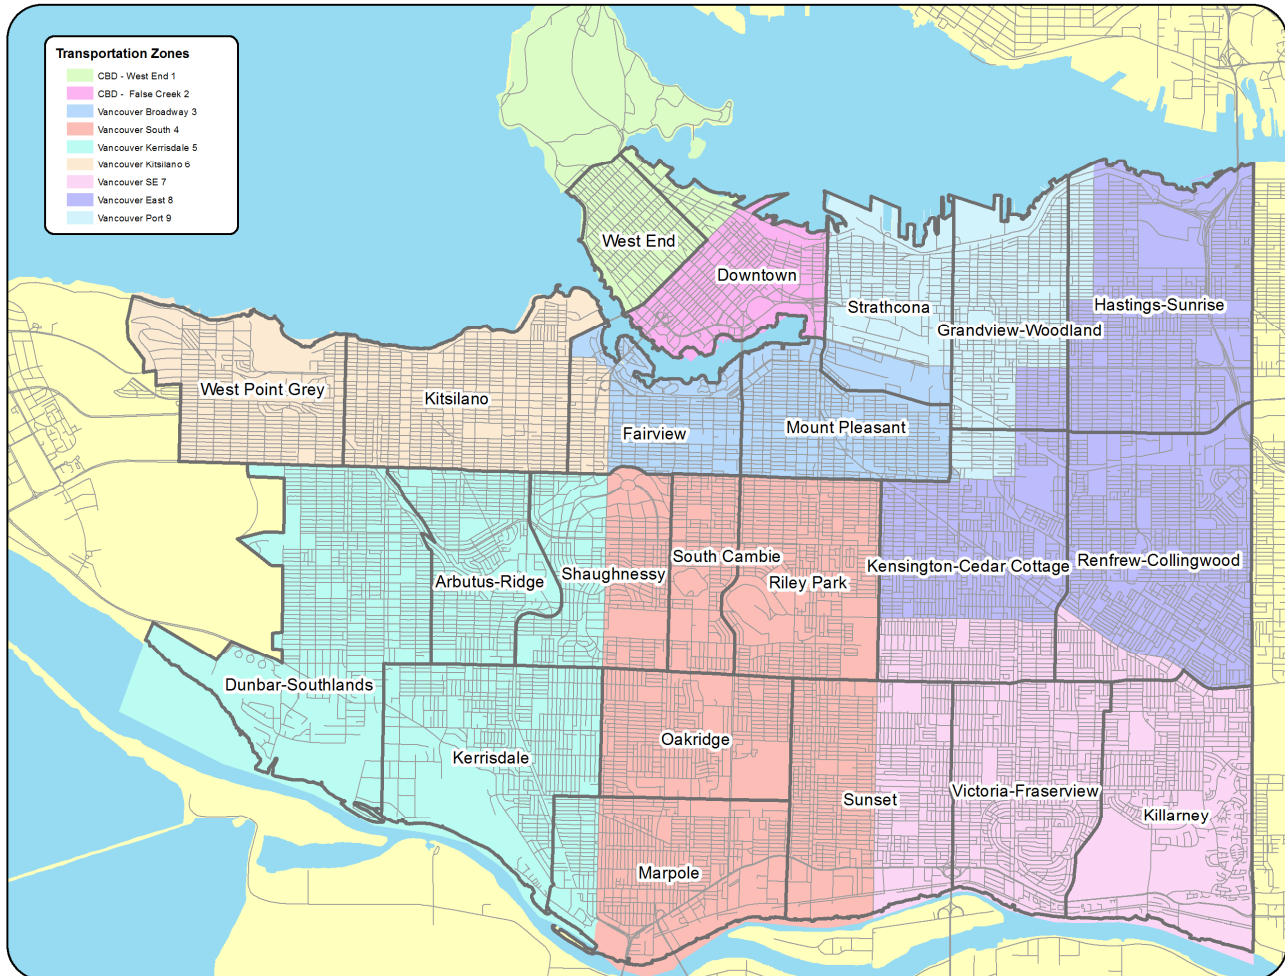 Transportation Zones
CBD - West End 1
CBD - False Creek 2
Vancouver Broadway 3
Vancouver South 4
Vancouver Kerrisdale 5
Vancouver Kitsilano 6
Vancouver SE 7
Vancouver East 8
Vancouver Port 9
West End
Downtown
Strathcona
Hastings-Sunrise
Grandview-Woodland
West Point Grey
Kitsilano
Fairview
Mount Pleasant
Arbutus-Ridge
Shaughnessy
South Cambie
Riley Park
Kensington-Cedar Cottage
Renfrew-Collingwood
Dunbar-Southlands
Kerrisdale
Oakridge
Sunset
Victoria-Fraserview
Killarney
Marpole